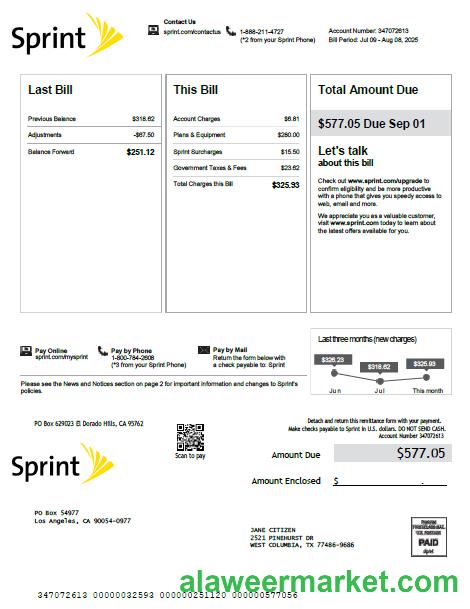 Sprint
Contact Us
sprint.com/contactus
1-888-211-4727
(*2 from your Sprint Phone)
Account Number: 347072613
Bill Period: Jul 09 - Aug 08, 2025
Last Bill
Previous Balance $318.62
Adjustments -$67.50
Balance Forward $251.12
This Bill
Account Charges $6.81
Plans & Equipment $280.00
Sprint Surcharges $15.50
Government Taxes & Fees $23.62
Total Charges this Bill $325.93
Total Amount Due
$577.05 Due Sep 01
Let's talk
about this bill
Check out www.sprint.com/upgrade to
confirm eligibility and be more productive
with a phone that gives you speedy access to
web, email and more.
We appreciate you as a valuable customer,
visit www.sprint.com today to learn about
the latest offers available for you.
Pay Online
sprint.com/mysprint
Pay by Phone
1-800-784-2608
(*3 from your Sprint Phone)
Pay by Mail
Return the form below with
a check payable to: Sprint
Please see the News and Notices section on page 2 for important information and changes to Sprint's
policies.
Last three months (new charges)
$326.23
$318.62
$325.93
Jun
Jul
This month
PO Box 629023 El Dorado Hills, CA 95762
Scan to pay
Detach and return this remittance form with your payment.
Make checks payable to Sprint in U.S. dollars. DO NOT SEND CASH.
Account Number 347072613
Sprint
Amount Due $577.05
Amount Enclosed $ .
PO Box 54977
Los Angeles, CA 90054-0977
JANE CITIZEN
2521 PINEHURST DR
WEST COLUMBIA, TX 77486-9686
PAID
Sprint
alaweermarket.com
347072613 00000032593 000000251120 000000577056